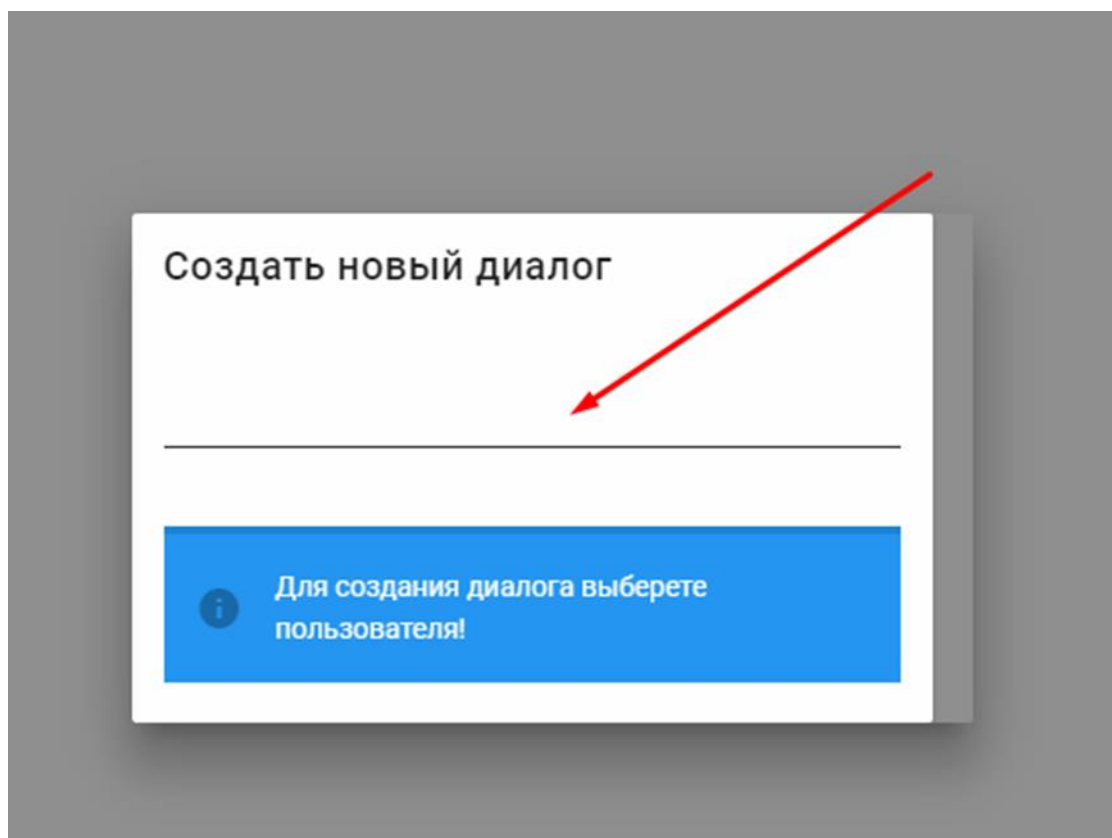 Создать новый диалог
Для создания диалога выберете
пользователя!